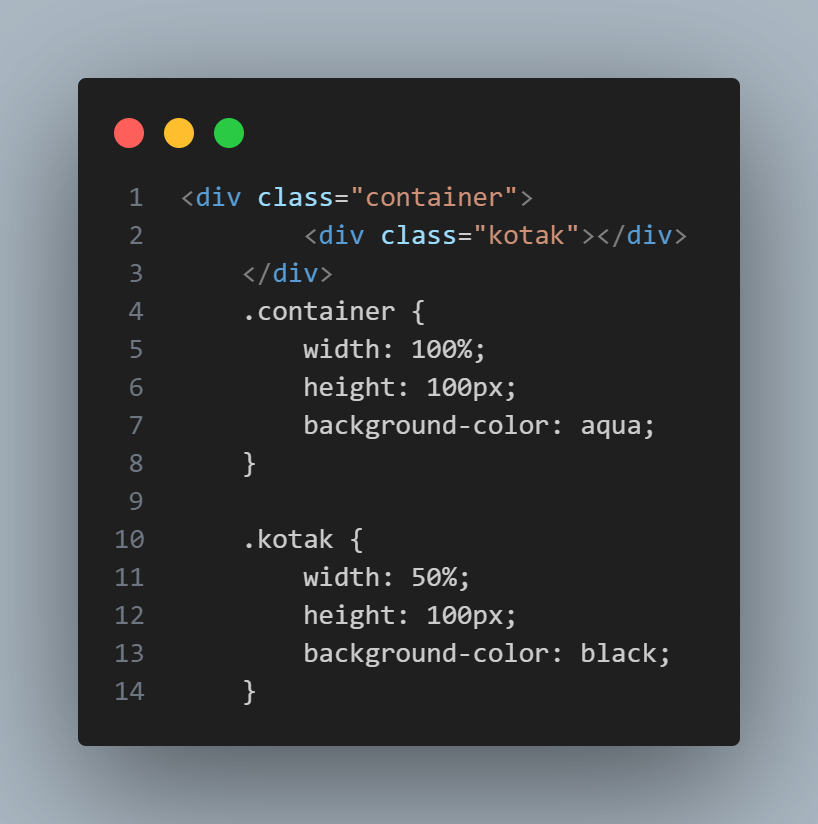 1 <div class="container">
2 <div class="kotak"></div>
3 </div>
4 .container {
5 width: 100%;
6 height: 100px;
7 background-color: aqua;
8 }
9
10 .kotak {
11 width: 50%;
12 height: 100px;
13 background-color: black;
14 }